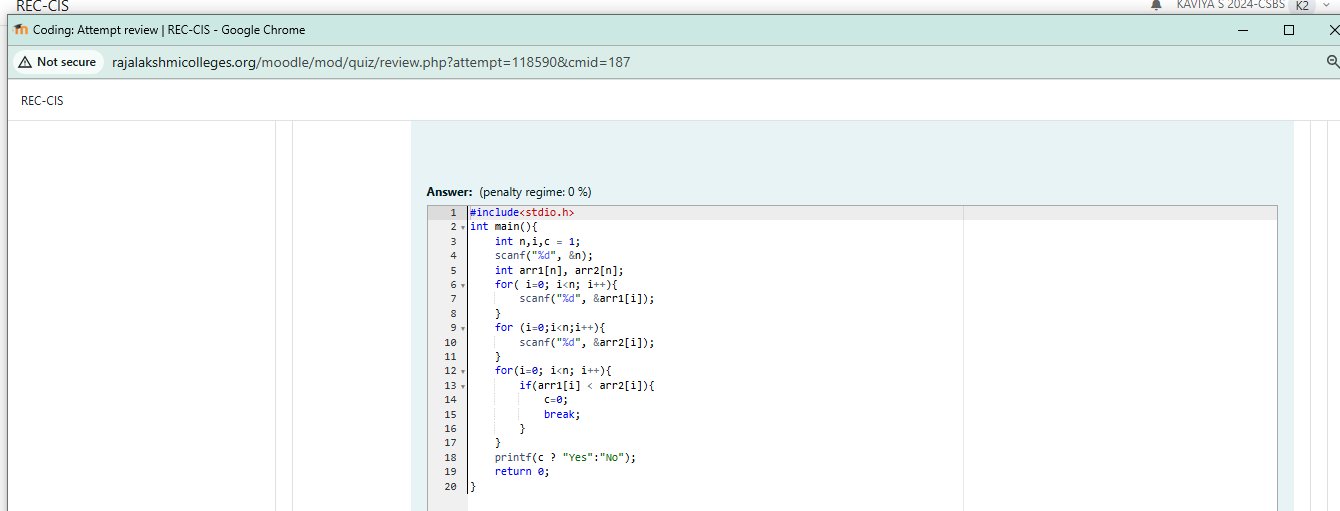 REC-CIS
KAVIYA S 2024-CSBS K2
Coding: Attempt review | REC-CIS - Google Chrome
Not secure rajalakshmicolleges.org/moodle/mod/quiz/review.php?attempt=118590&cmid=187
REC-CIS
Answer: (penalty regime: 0 %)
1 #include<stdio.h>
2 int main(){
3 int n,i,c = 1;
4 scanf("%d", &n);
5 int arr1[n], arr2[n];
6 for( i=0; i<n; i++){
7 scanf("%d", &arr1[i]);
8 }
9 for (i=0;i<n;i++){
10 scanf("%d", &arr2[i]);
11 }
12 for(i=0; i<n; i++){
13 if(arr1[i] < arr2[i]){
14 c=0;
15 break;
16 }
17 }
18 printf(c ? "Yes":"No");
19 return 0;
20 }